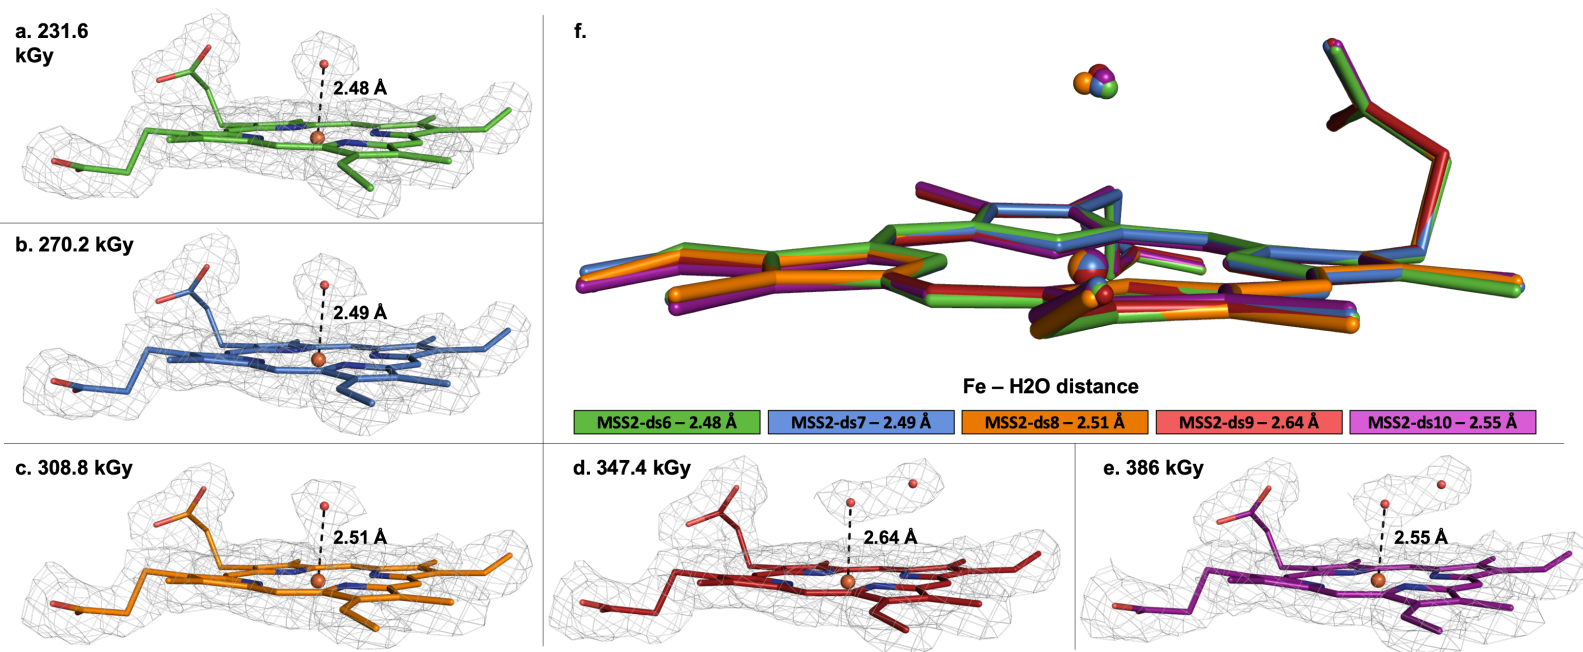 a. 231.6
kGy
2.48 Å
b. 270.2 kGy
2.49 Å
c. 308.8 kGy
2.51 Å
d. 347.4 kGy
2.64 Å
e. 386 kGy
2.55 Å
f.
Fe – H2O distance
MSS2-ds6 – 2.48 Å
MSS2-ds7 – 2.49 Å
MSS2-ds8 – 2.51 Å
MSS2-ds9 – 2.64 Å
MSS2-ds10 – 2.55 Å